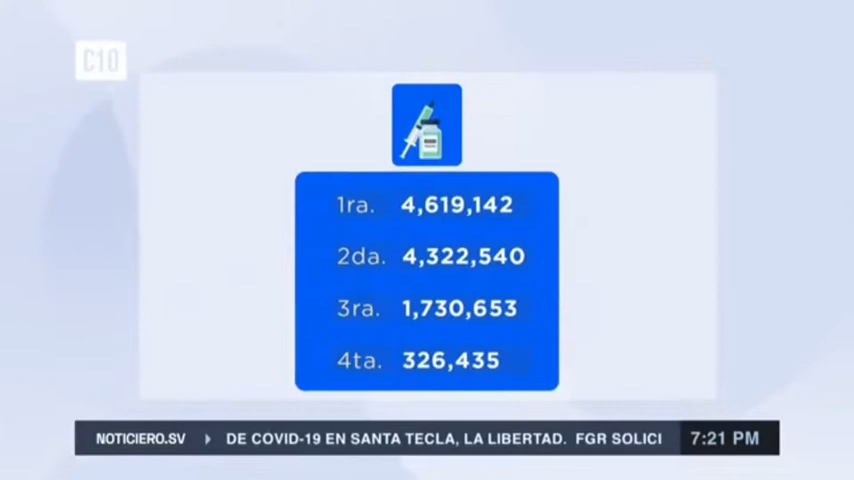 C10
1ra. 4,619,142
2da. 4,322,540
3ra. 1,730,653
4ta. 326,435
NOTICIERO.SV DE COVID-19 EN SANTA TECLA, LA LIBERTAD. FGR SOLICI 7:21 PM